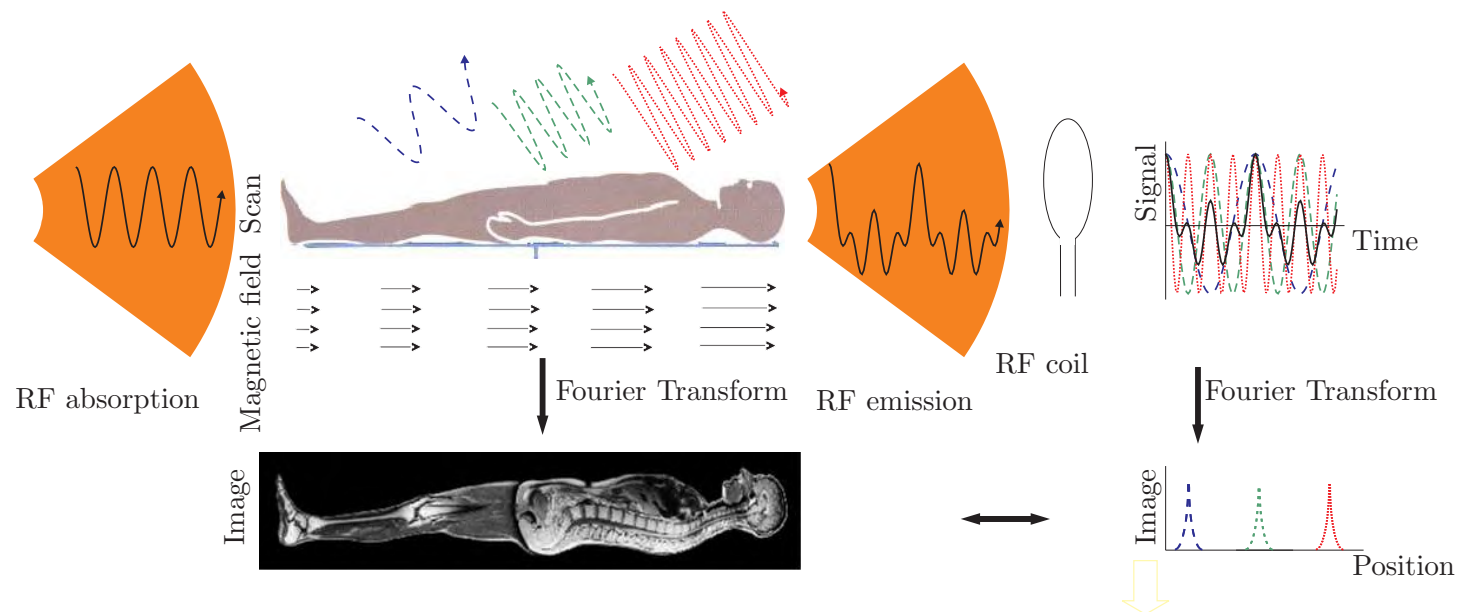 Scan
Signal
Time
Magnetic field
RF absorption
Fourier Transform
RF emission
RF coil
Fourier Transform
Image
Image
Position